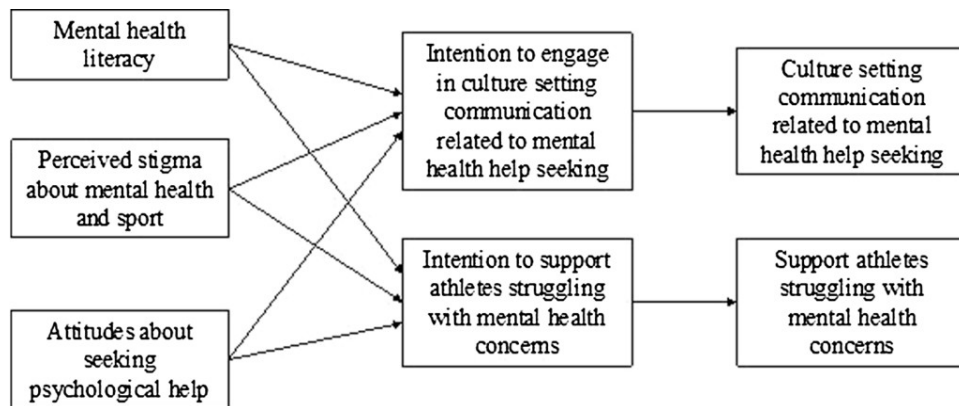 Mental health
literacy
Perceived stigma
about mental health
and sport
Attitudes about
seeking
psychological help
Intention to engage
in culture setting
communication
related to mental
health help seeking
Intention to support
athletes struggling
with mental health
concerns
Culture setting
communication
related to mental
health help seeking
Support athletes
struggling with
mental health
concerns